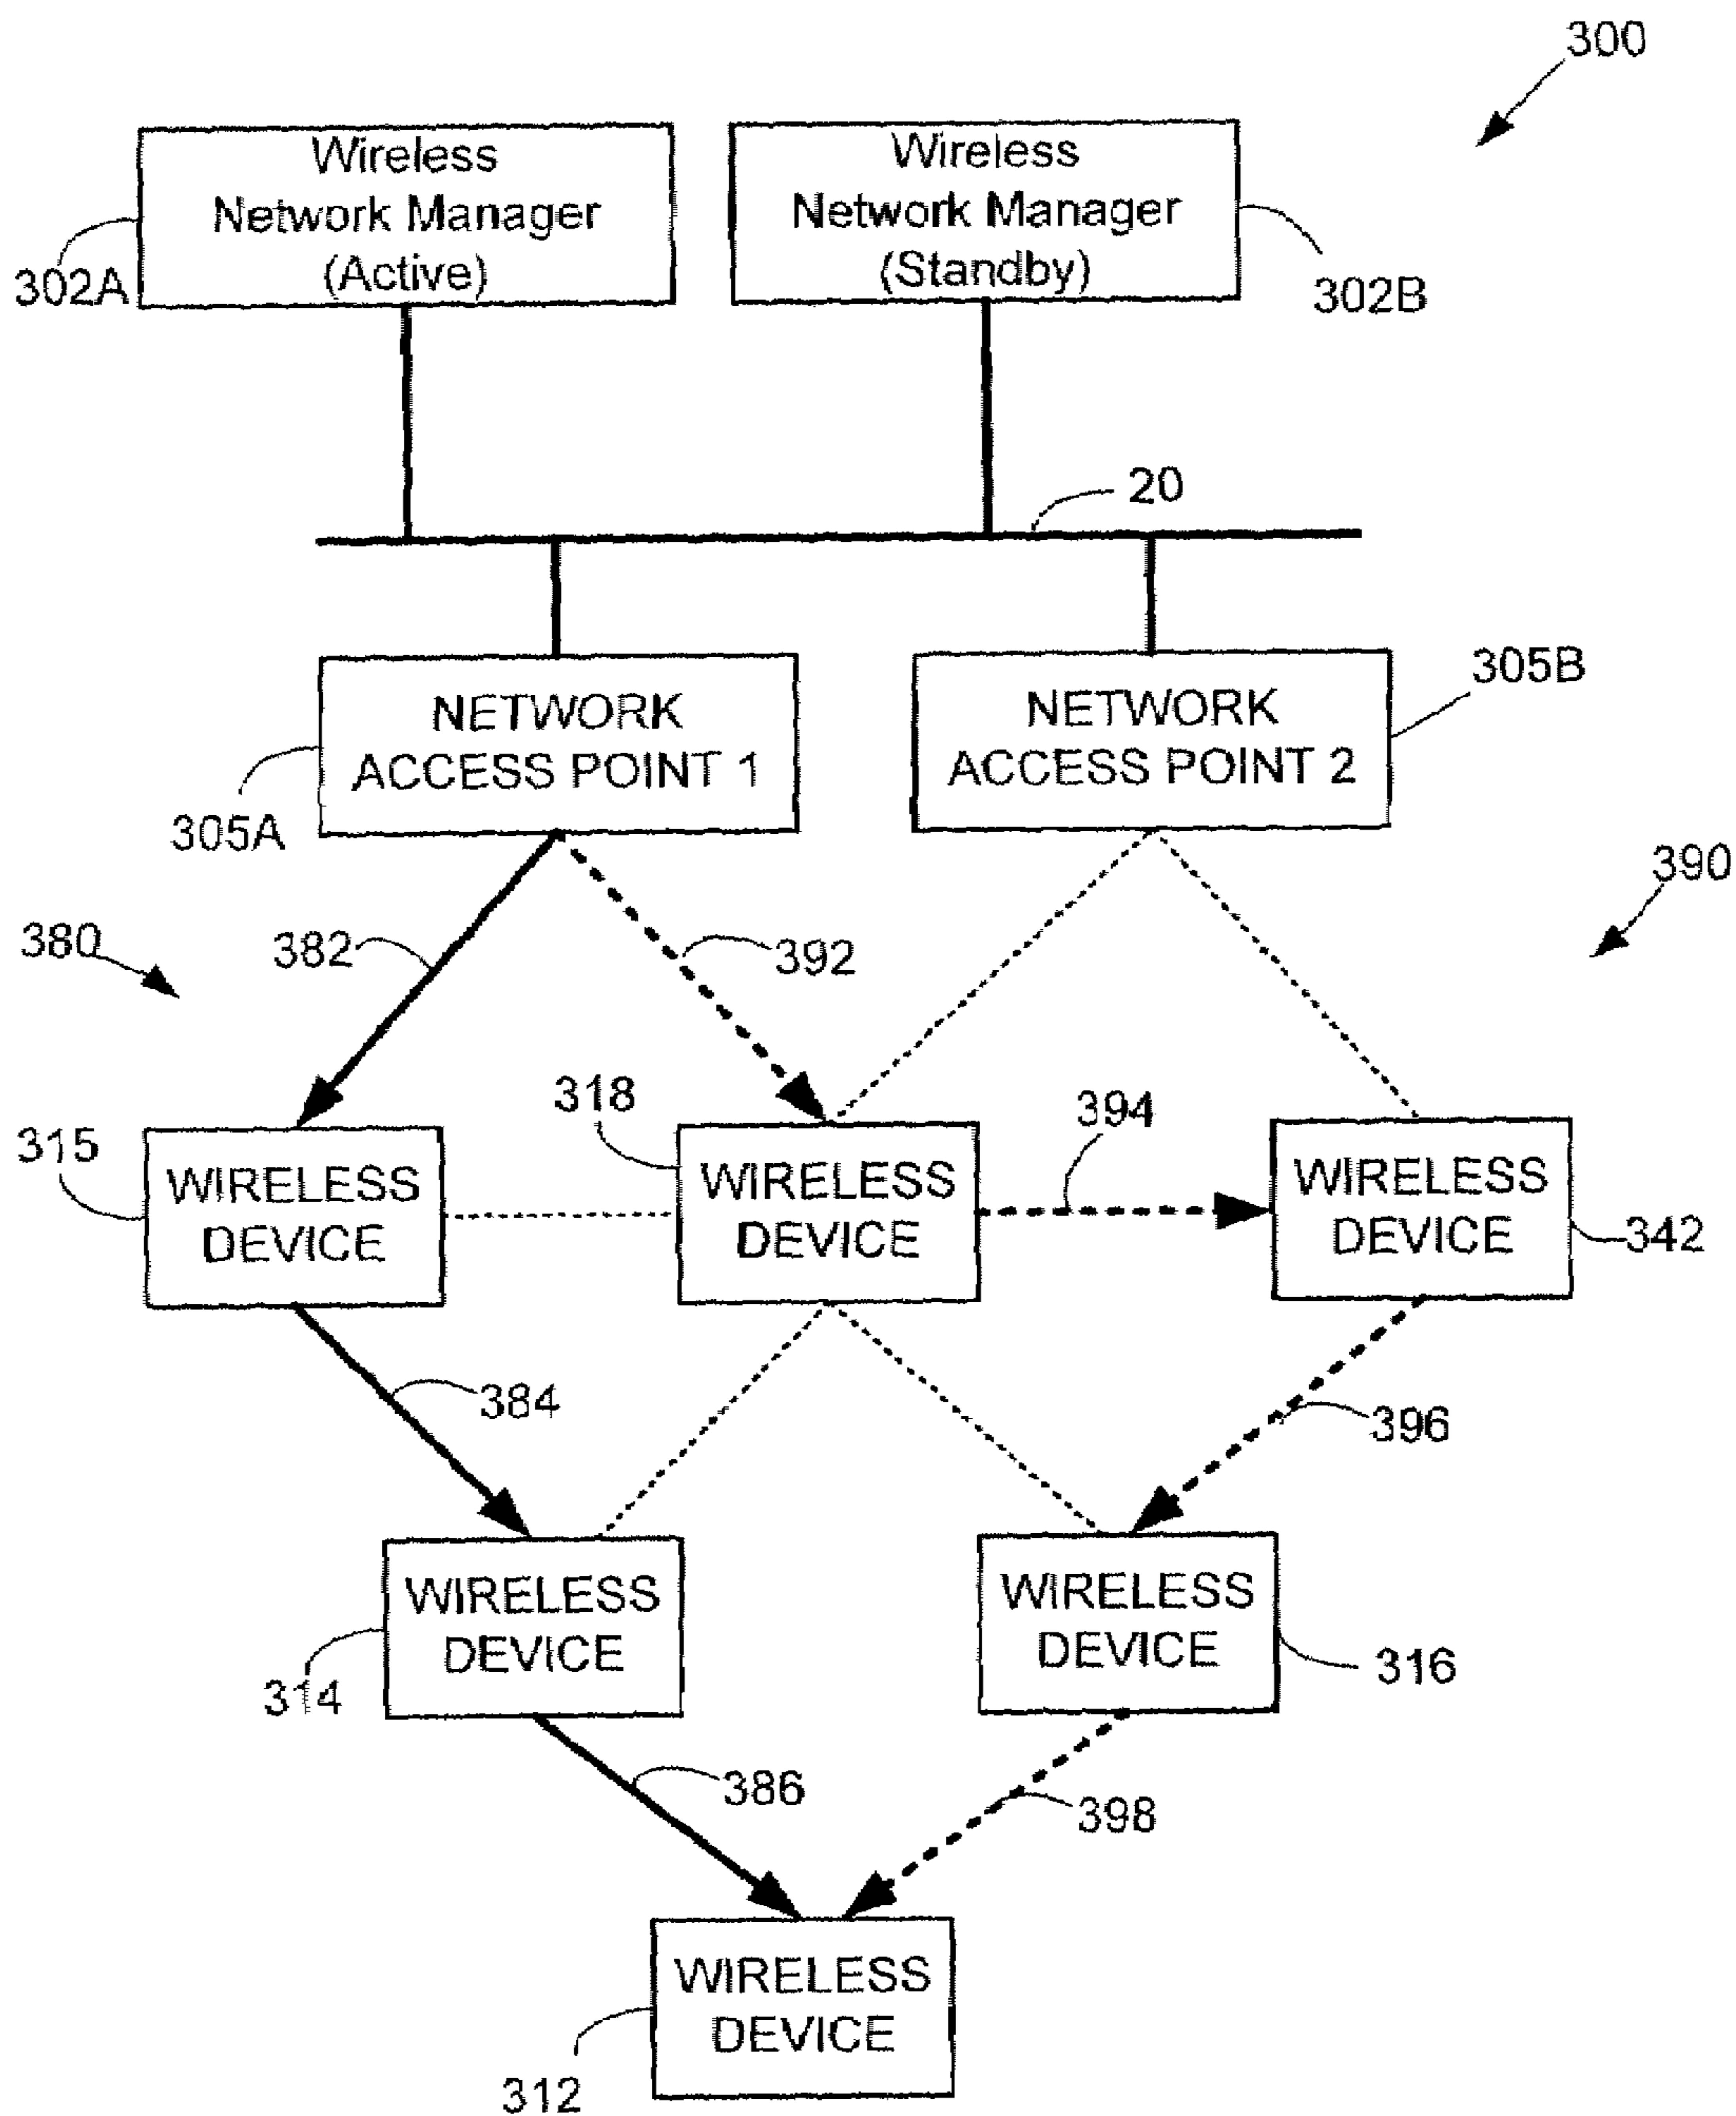 300
Wireless
Network Manager
(Active)
302A
Wireless
Network Manager
(Standby)
302B
20
NETWORK
ACCESS POINT 1
305A
NETWORK
ACCESS POINT 2
305B
380
382
392
390
315
WIRELESS
DEVICE
318
WIRELESS
DEVICE
394
WIRELESS
DEVICE
342
384
396
WIRELESS
DEVICE
314
WIRELESS
DEVICE
316
386
398
WIRELESS
DEVICE
312